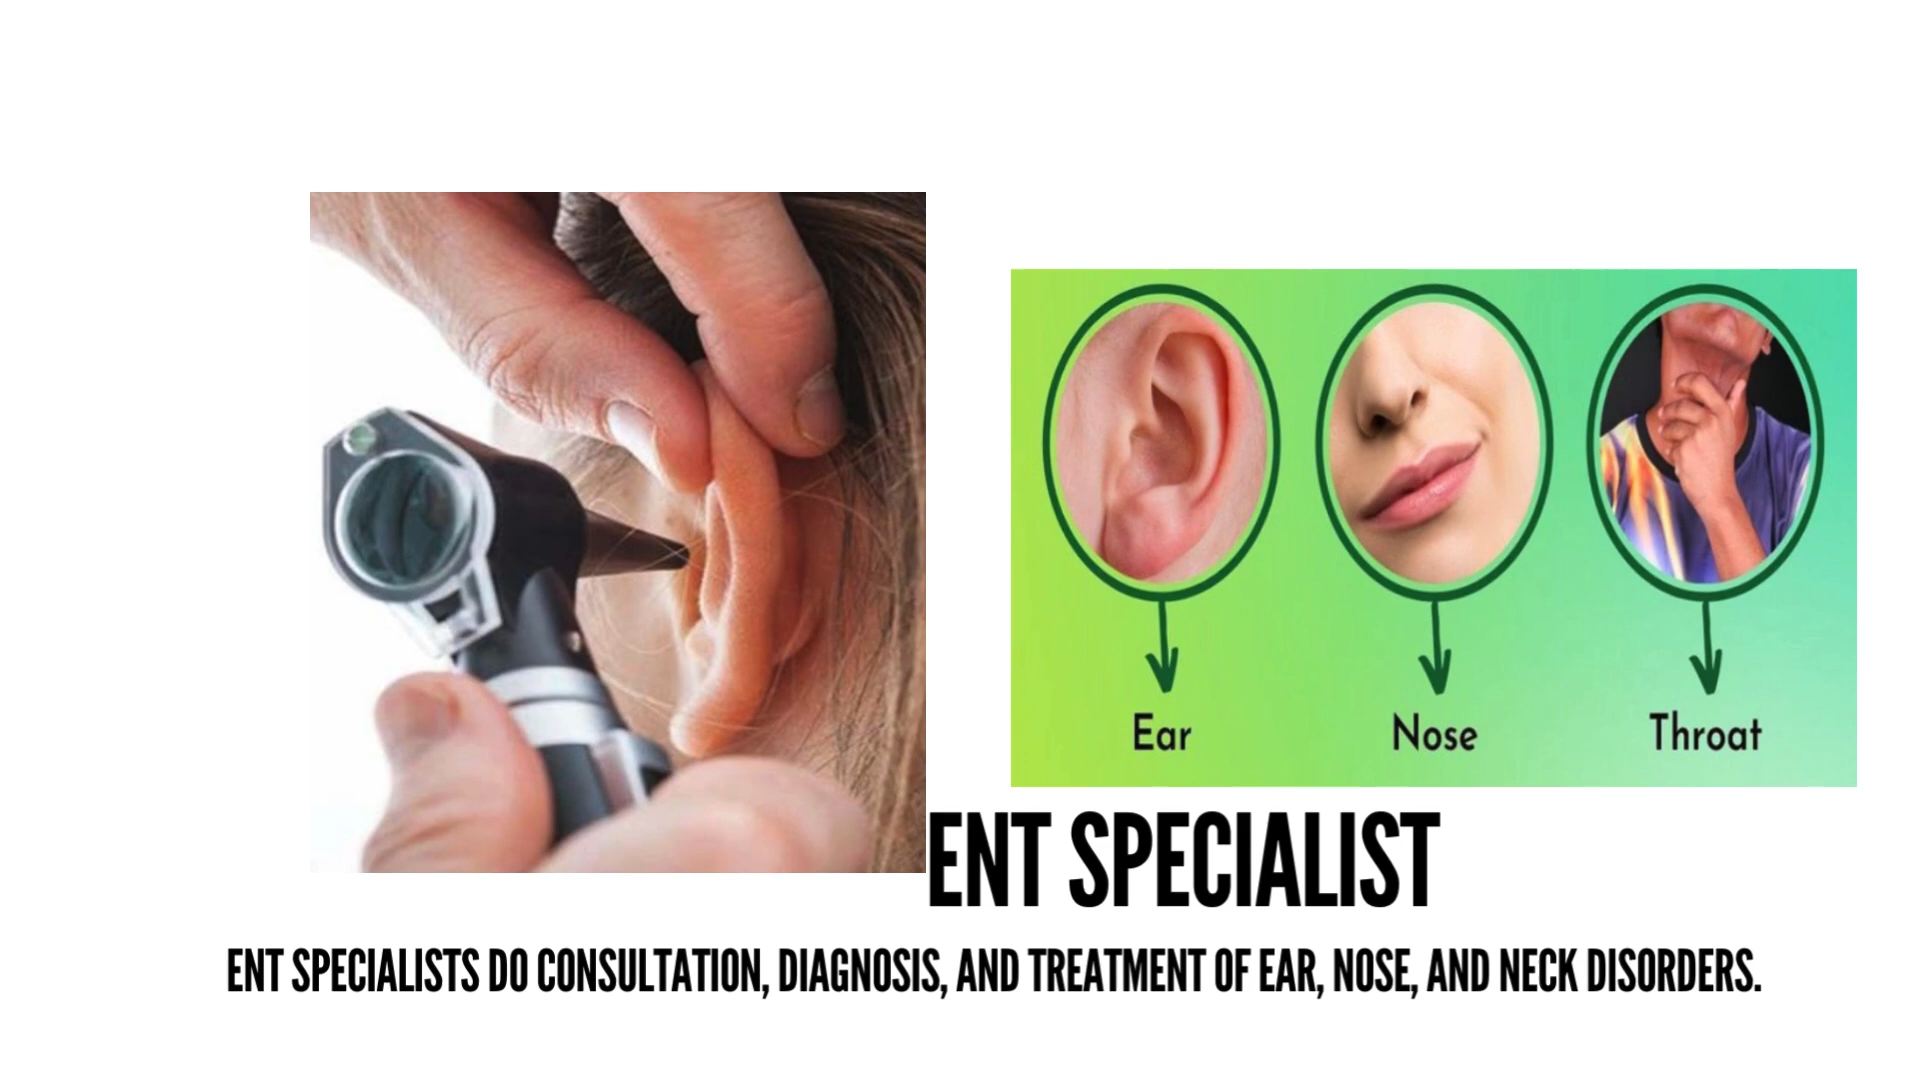 Ear
Nose
Throat
ENT SPECIALIST
ENT SPECIALISTS DO CONSULTATION, DIAGNOSIS, AND TREATMENT OF EAR, NOSE, AND NECK DISORDERS.